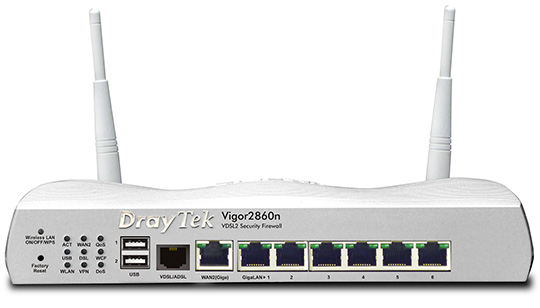 DrayTek
Vigor2860n
VDSL2 Security Firewall
Wireless LAN
ON/OFF/WPS
Factory
Reset
ACT WAN2 QoS
USB DSL WCF
WLAN VPN DoS
1
2
USB
VDSL/ADSL
WAN2(Giga)
GigaLAN 1 2 3 4 5 6